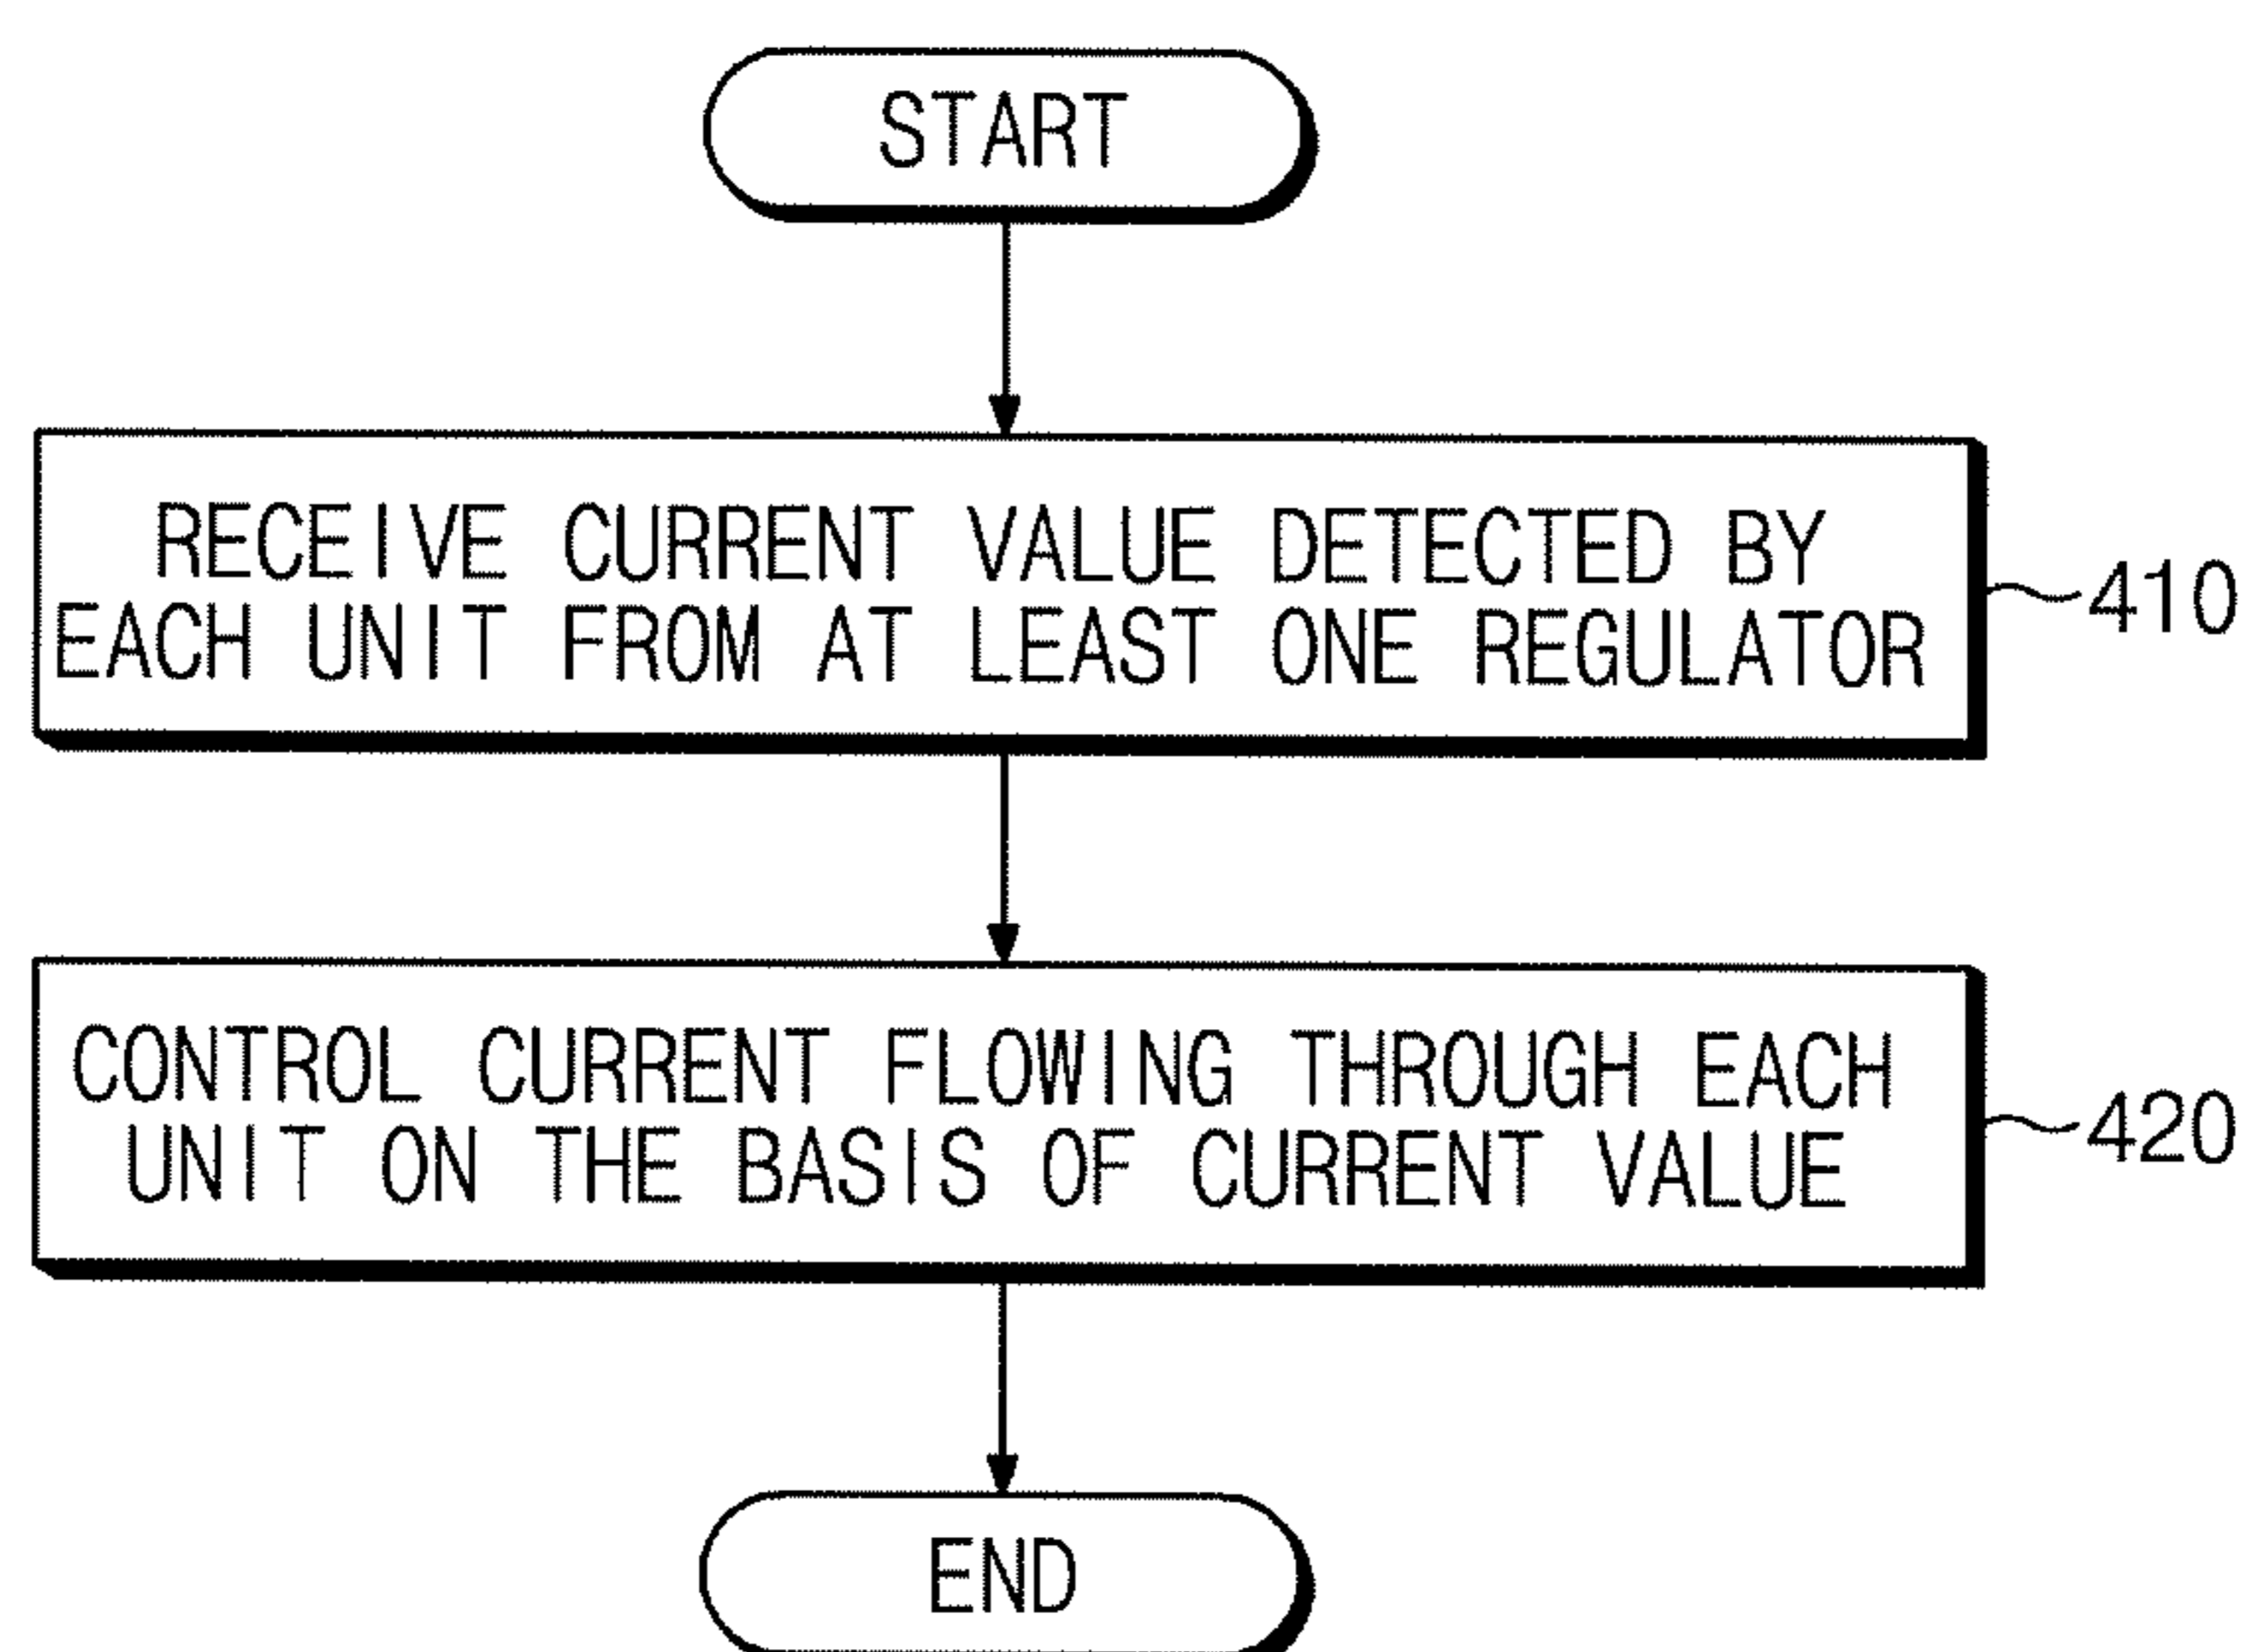 START
RECEIVE CURRENT VALUE DETECTED BY
EACH UNIT FROM AT LEAST ONE REGULATOR
410
CONTROL CURRENT FLOWING THROUGH EACH
UNIT ON THE BASIS OF CURRENT VALUE
420
END